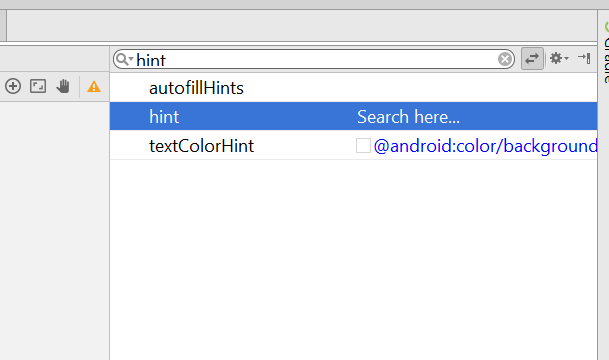 hint
autofillHints
hint Search here...
textColorHint @android:color/background